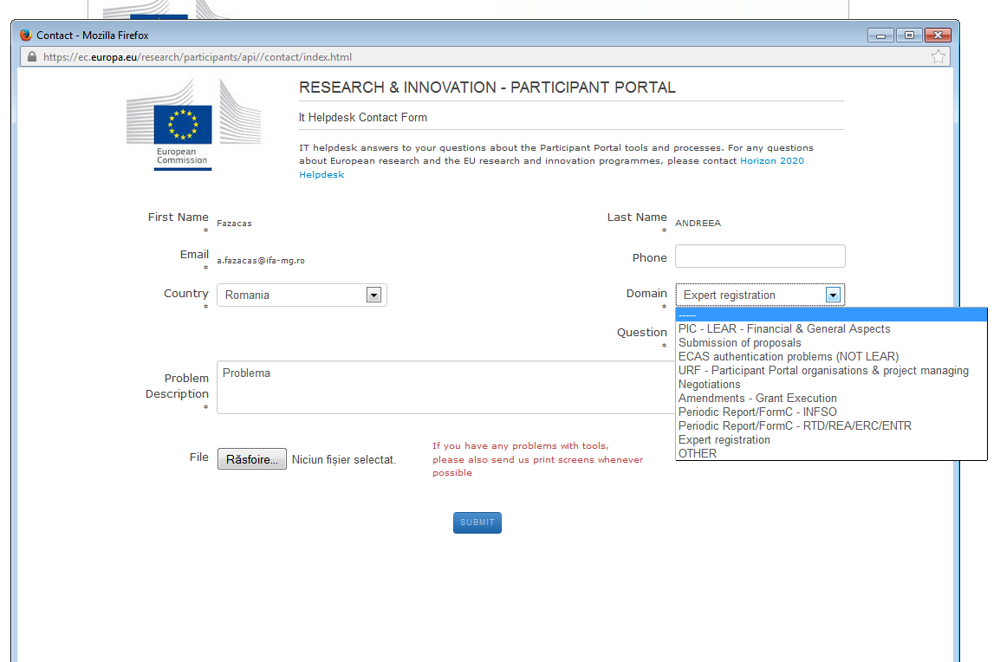 Contact - Mozilla Firefox
https://ec.europa.eu/research/participants/api//contact/index.html
European
Commission
RESEARCH & INNOVATION - PARTICIPANT PORTAL
It Helpdesk Contact Form
IT helpdesk answers to your questions about the Participant Portal tools and processes. For any questions
about European research and the EU research and innovation programmes, please contact Horizon 2020
Helpdesk
First Name * Fazacas
Last Name * ANDREEA
Email * a.fazacas@ifa-mg.ro
Phone
Country * Romania
Domain * Expert registration
-----
PIC - LEAR - Financial & General Aspects
Submission of proposals
ECAS authentication problems (NOT LEAR)
URF - Participant Portal organisations & project managing
Negotiations
Amendments - Grant Execution
Periodic Report/FormC - INFSO
Periodic Report/FormC - RTD/REA/ERC/ENTR
Expert registration
OTHER
Question *
Problem
Description
*
Problema
File Răsfoire... Niciun fișier selectat.
If you have any problems with tools,
please also send us print screens whenever
possible
SUBMIT